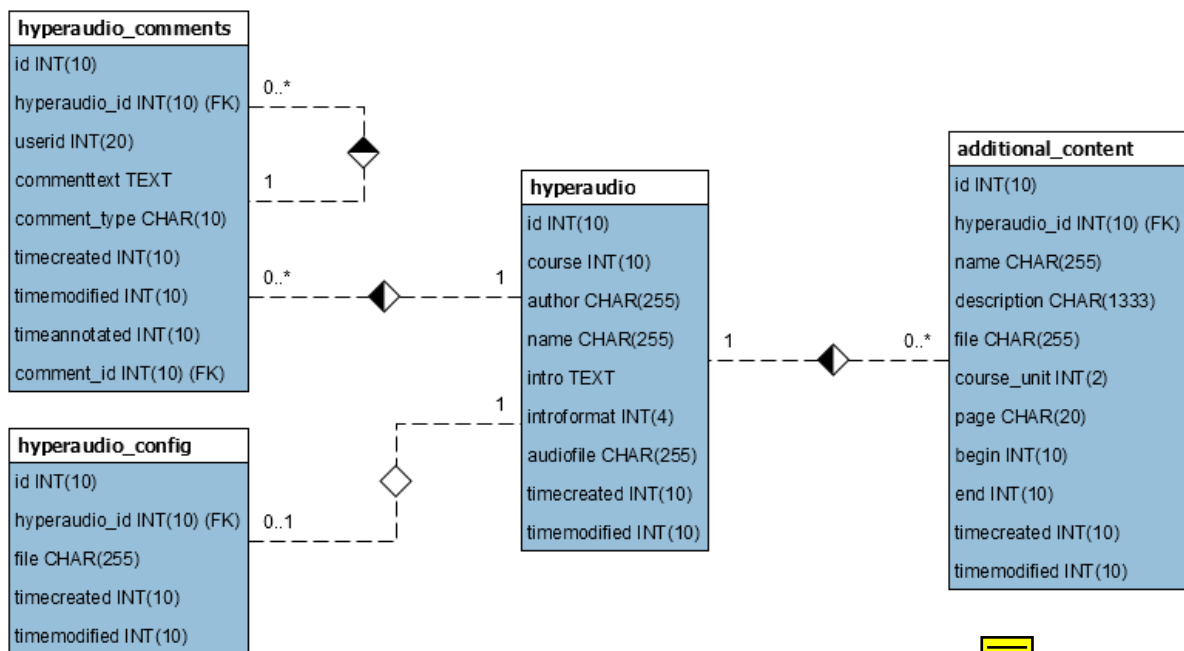 hyperaudio_comments
id INT(10)
hyperaudio_id INT(10) (FK)
userid INT(20)
commenttext TEXT
comment_type CHAR(10)
timecreated INT(10)
timemodified INT(10)
timeannotated INT(10)
comment_id INT(10) (FK)
0..*
1
0..*
1
hyperaudio_config
id INT(10)
hyperaudio_id INT(10) (FK)
file CHAR(255)
timecreated INT(10)
timemodified INT(10)
0..1
1
hyperaudio
id INT(10)
course INT(10)
author CHAR(255)
name CHAR(255)
intro TEXT
introformat INT(4)
audiofile CHAR(255)
timecreated INT(10)
timemodified INT(10)
1
0..*
additional_content
id INT(10)
hyperaudio_id INT(10) (FK)
name CHAR(255)
description CHAR(1333)
file CHAR(255)
course_unit INT(2)
page CHAR(20)
begin INT(10)
end INT(10)
timecreated INT(10)
timemodified INT(10)